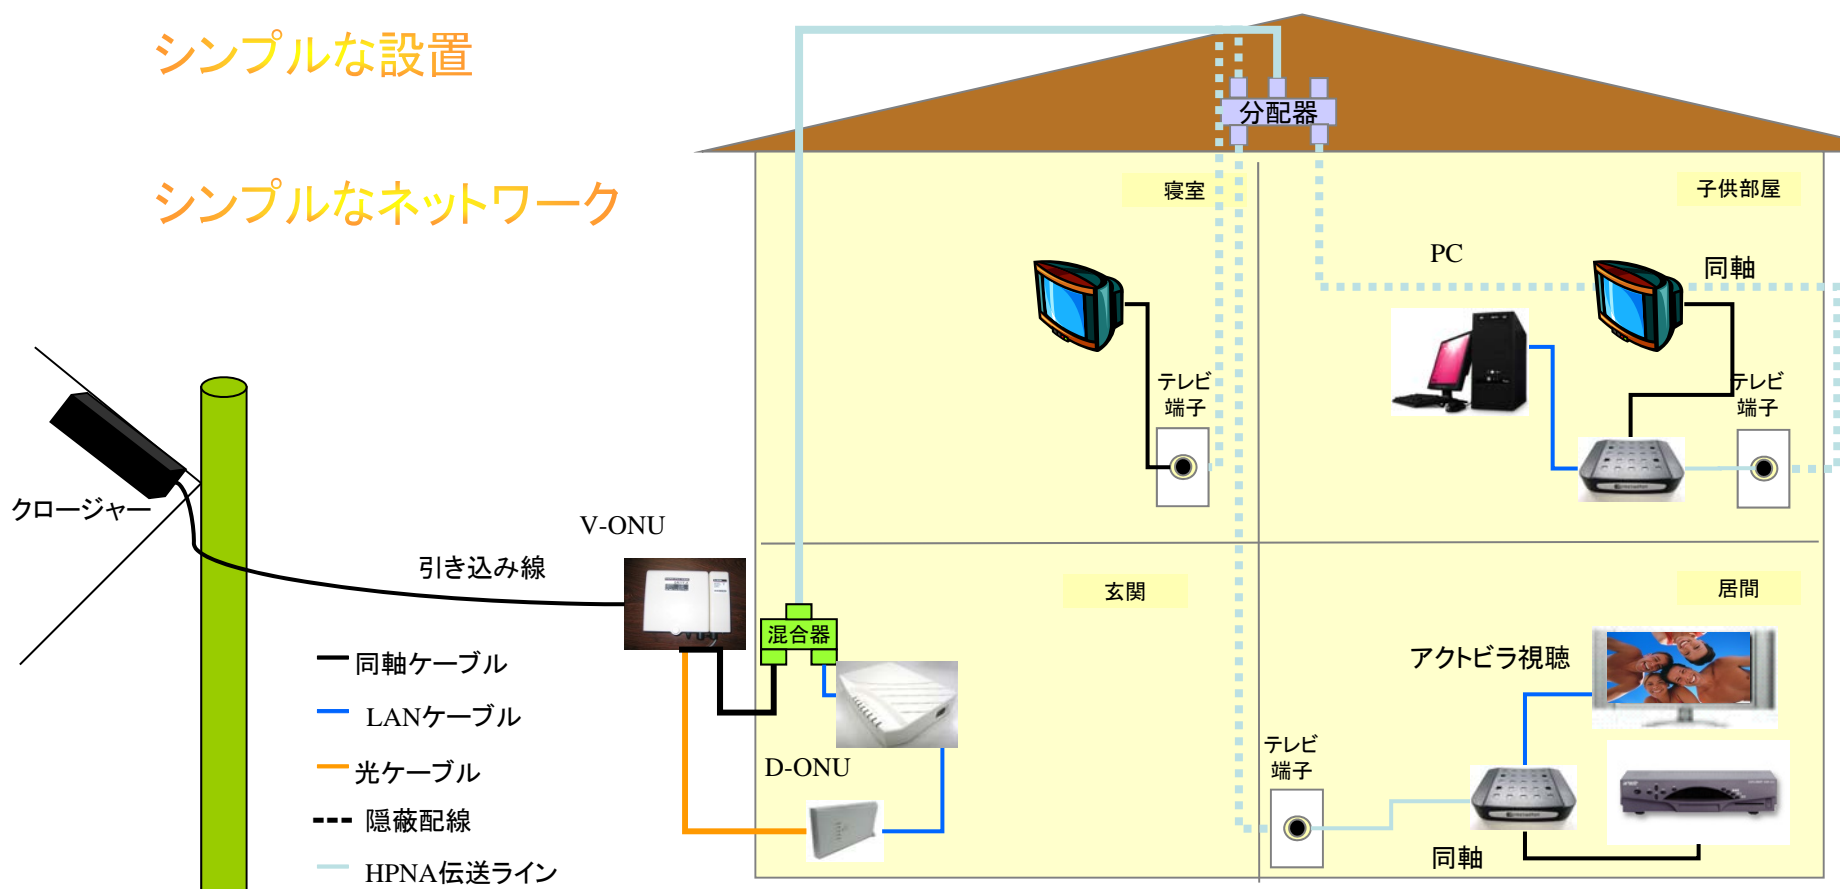 シンプルな設置
シンプルなネットワーク
分配器
寝室
子供部屋
PC
同軸
テレビ
端子
テレビ
端子
クロージャー
V-ONU
引き込み線
混合器
玄関
居間
アクトビラ視聴
D-ONU
テレビ
端子
同軸
同軸ケーブル
LANケーブル
光ケーブル
隠蔽配線
HPNA伝送ライン